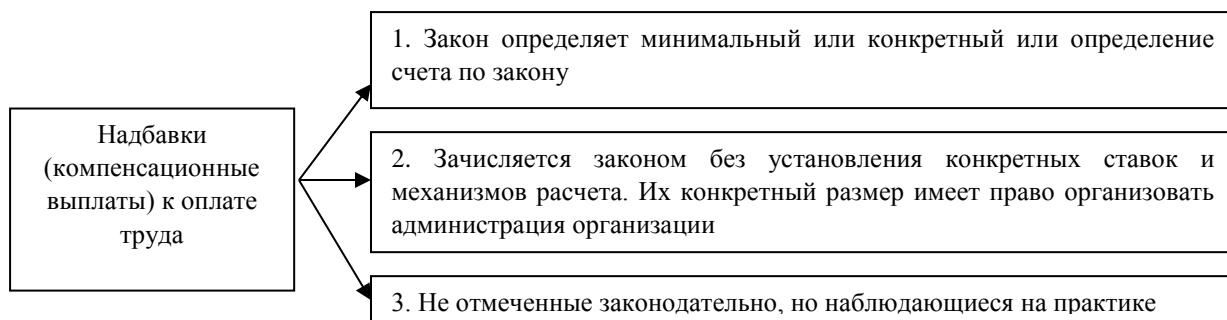 1. Закон определяет минимальный или конкретный или определение
счета по закону
Надбавки
(компенсационные
выплаты) к оплате
труда
2. Зачисляется законом без установления конкретных ставок и
механизмов расчета. Их конкретный размер имеет право организовать
администрация организации
3. Не отмеченные законодательно, но наблюдающиеся на практике